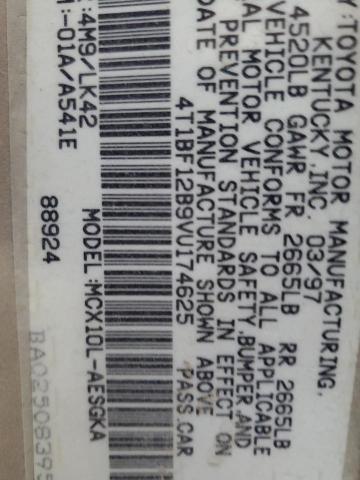 Y:TOYOTA MOTOR MANUFACTURING,
KENTUCKY,INC. 03/97
4520LB GAWR FR 2665LB RR 2665LB
VEHICLE CONFORMS TO ALL APPLICABLE
AL MOTOR VEHICLE SAFETY,BUMPER,AND
PREVENTION STANDARDS IN EFFECT ON
DATE OF MANUFACTURE SHOWN ABOVE
4T1BF12B9VU174625 PASS.CAR
:4M9/LK42 MODEL:MCX10L-AESGKA
:-01A/A541E
88924
BA02508395